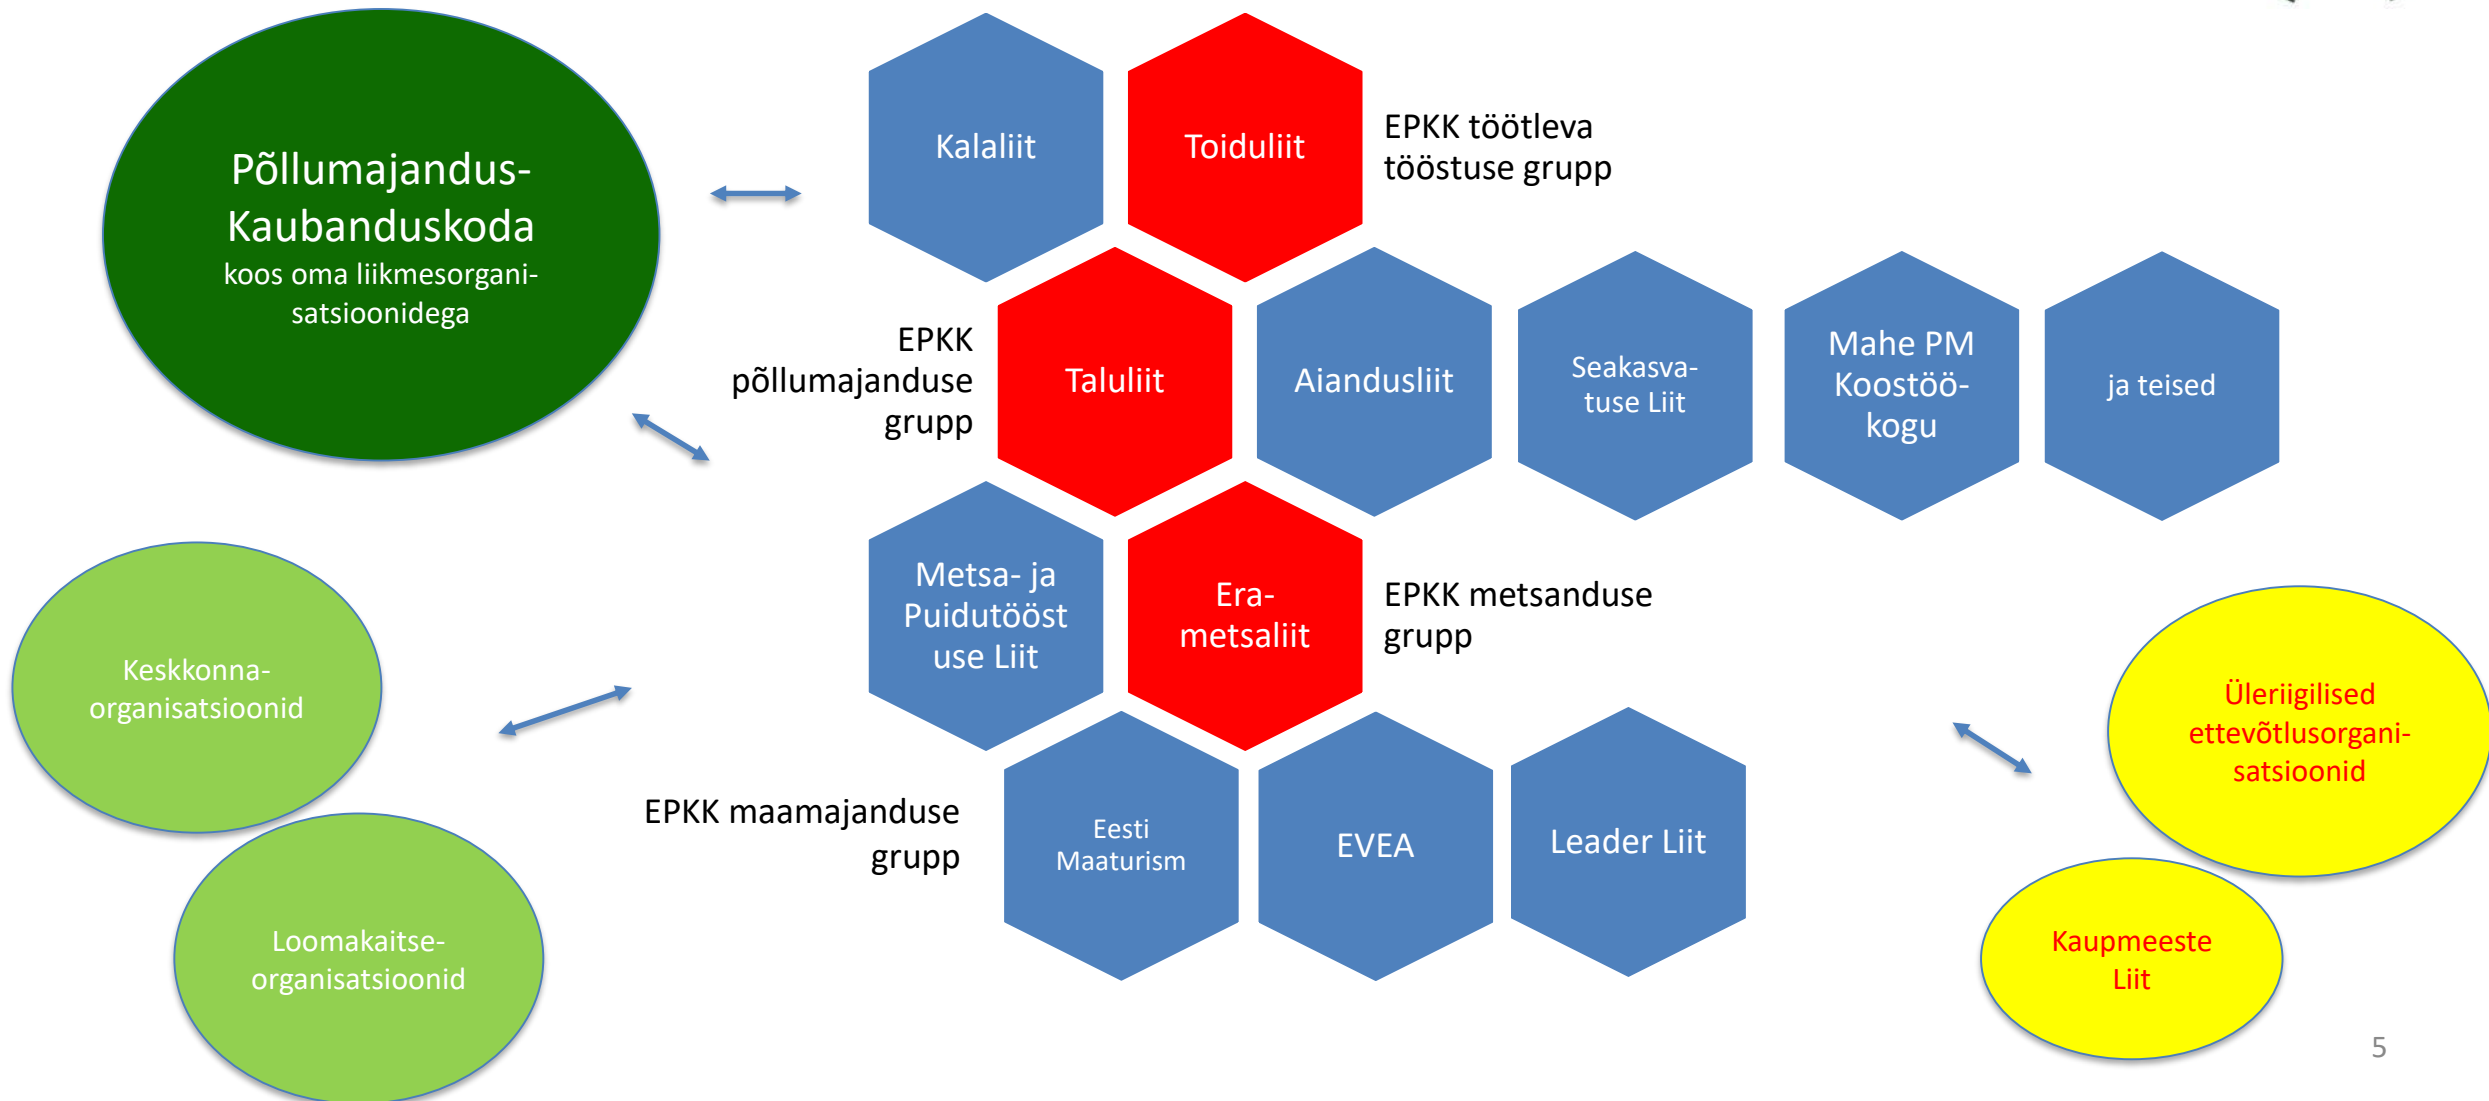 Põllumajandus-
Kaubanduskoda
koos oma liikmesorgani-
satsioonidega
Kalaliit
Toiduliit
EPKK töötleva
tööstuse grupp
EPKK
põllumajanduse
grupp
Taluliit
Aiandusliit
Seakasva-
tuse Liit
Mahe PM
Koostöö-
kogu
ja teised
Metsa- ja
Puidutööst
use Liit
Era-
metsaliit
EPKK metsanduse
grupp
Keskkonna-
organisatsioonid
Üleriigilised
ettevõtlusorgani-
satsioonid
EPKK maamajanduse
grupp
Eesti
Maaturism
EVEA
Leader Liit
Loomakaitse-
organisatsioonid
Kaupmeeste
Liit
5